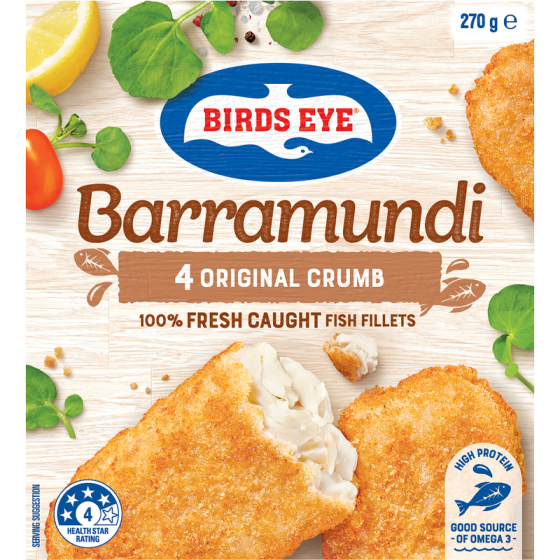 270 g ℮
BIRDS EYE®
Barramundi
4 ORIGINAL CRUMB
100% FRESH CAUGHT FISH FILLETS
HIGH PROTEIN
GOOD SOURCE
- OF OMEGA 3 -
4
HEALTH STAR
RATING
SERVING SUGGESTION